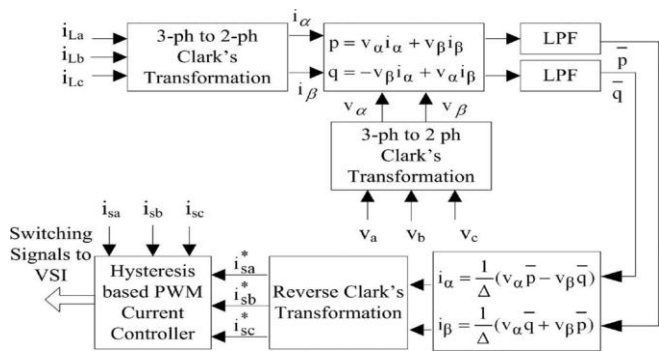 i_La
i_Lb
i_Lc
3-ph to 2-ph
Clark's
Transformation
i_α
i_β
p = v_α i_α + v_β i_β
q = −v_β i_α + v_α i_β
LPF
LPF
p̅
q̅
v_α
v_β
3-ph to 2 ph
Clark's
Transformation
v_a
v_b
v_c
Switching
Signals to
VSI
i_sa
i_sb
i_sc
Hysteresis
based PWM
Current
Controller
i*_sa
i*_sb
i*_sc
Reverse Clark's
Transformation
i_α = 1/Δ (v_α p̅ − v_β q̅)
i_β = 1/Δ (v_α q̅ + v_β p̅)